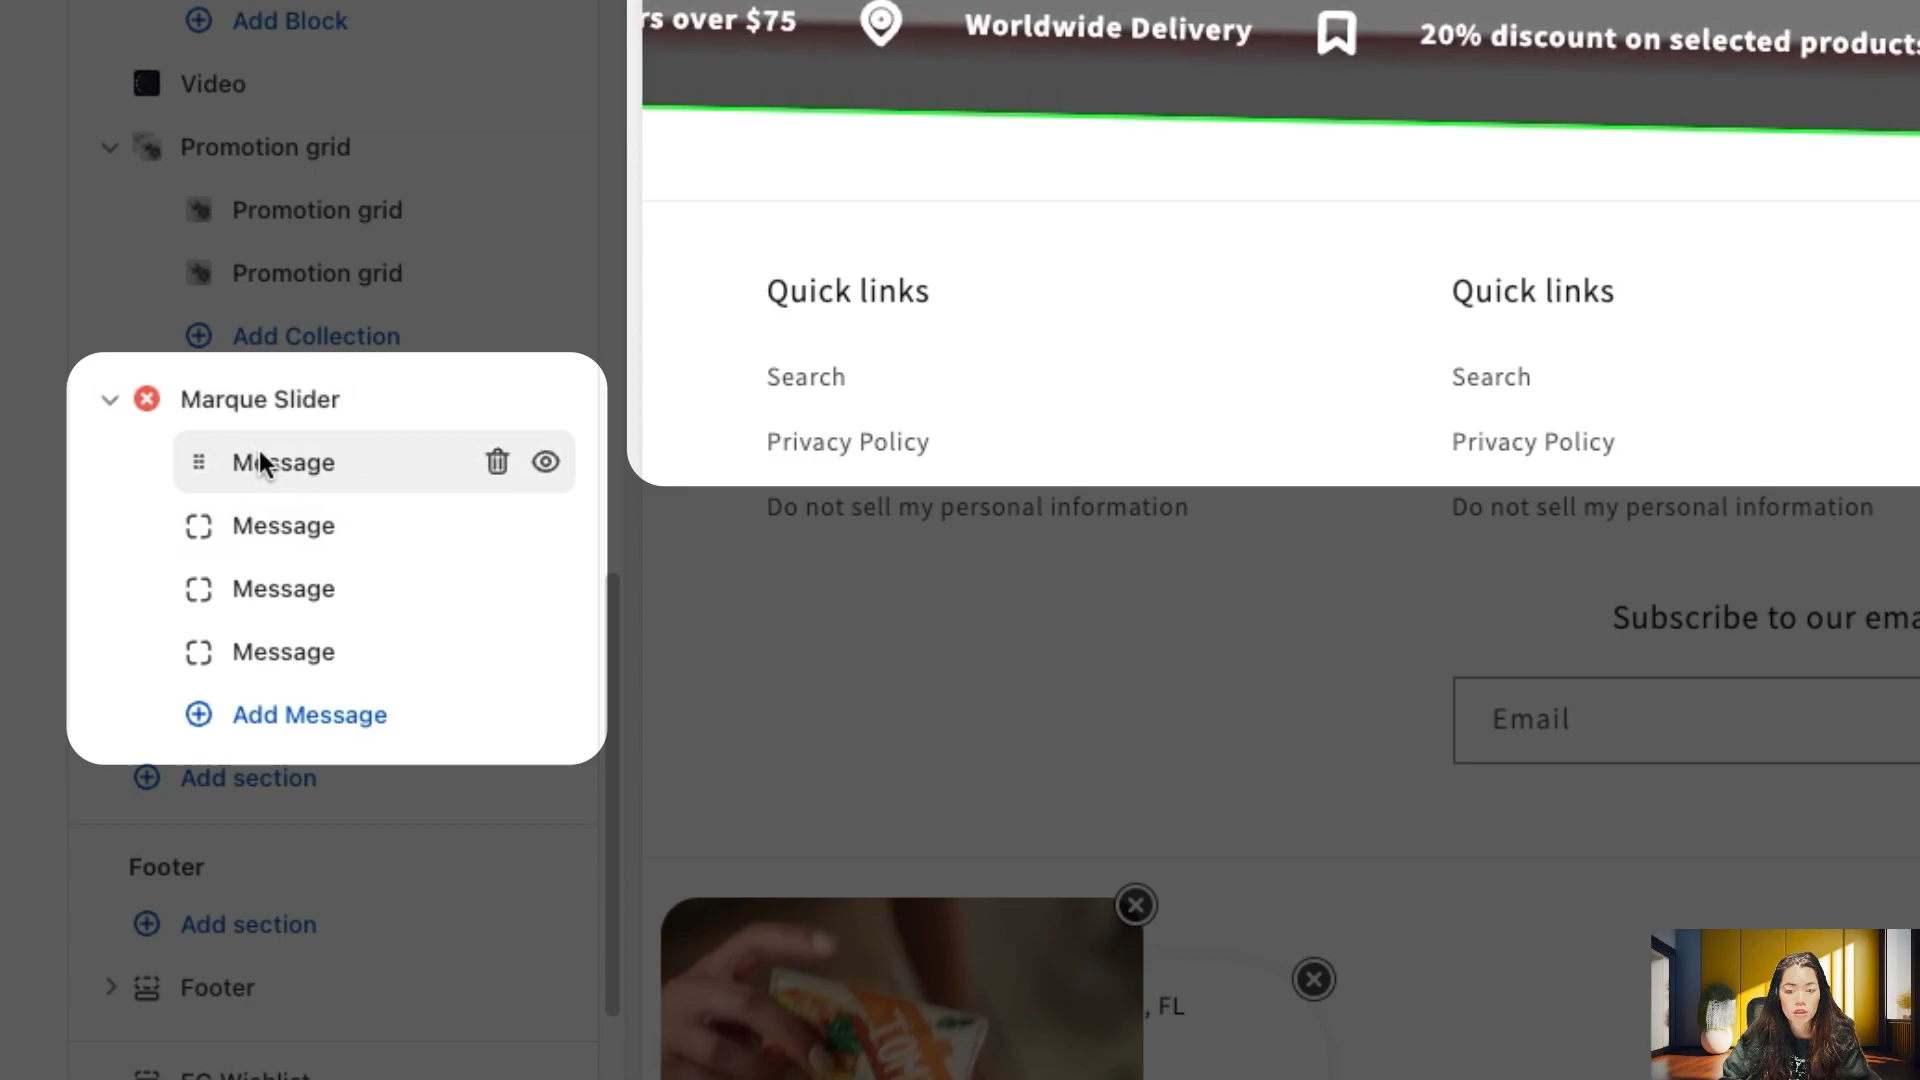 Add Block
Video
Promotion grid
Promotion grid
Promotion grid
Add Collection
Marque Slider
Message
Message
Message
Message
Add Message
Add section
Footer
Add section
Footer
rs over $75
Worldwide Delivery
20% discount on selected products
Quick links
Search
Privacy Policy
Do not sell my personal information
Quick links
Search
Privacy Policy
Do not sell my personal information
Subscribe to our ema
Email
, FL
TOM